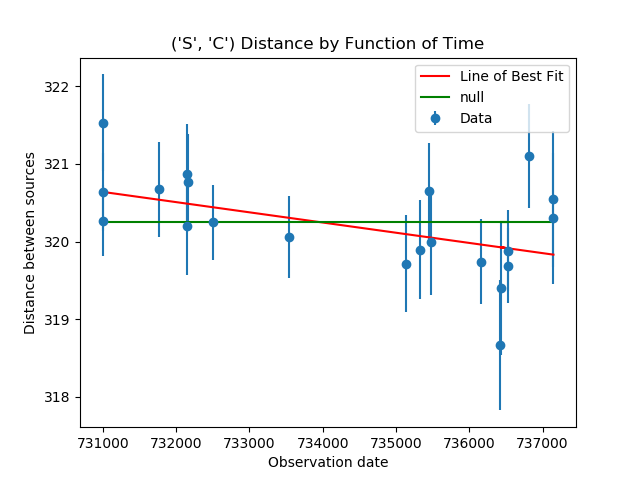 ('S', 'C') Distance by Function of Time
Line of Best Fit
null
Data
Distance between sources
322
321
320
319
318
731000 732000 733000 734000 735000 736000 737000
Observation date